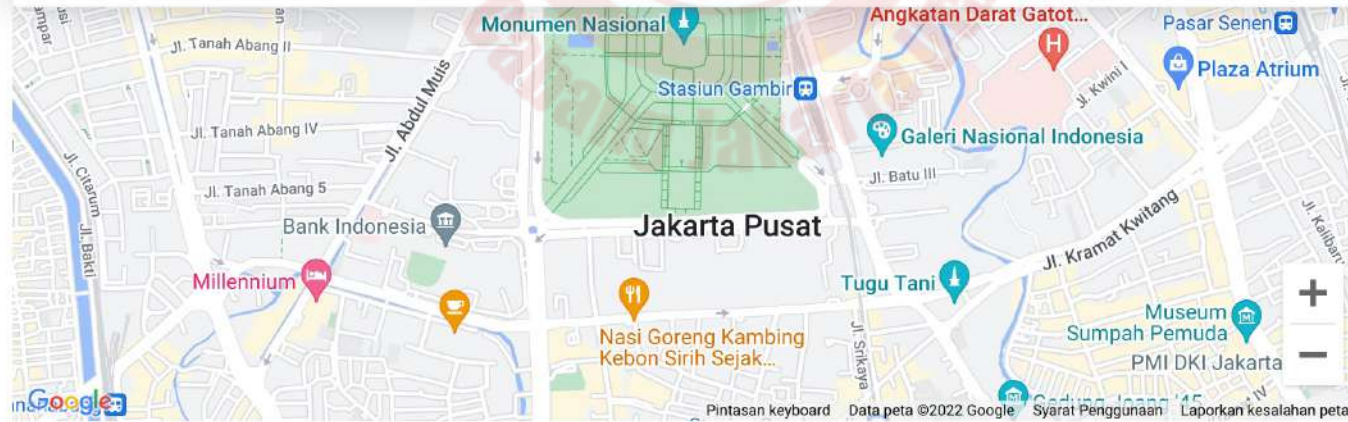 Monumen Nasional
Angkatan Darat Gatot...
Pasar Senen
Jl. Tanah Abang II
Stasiun Gambir
Plaza Atrium
Jl. Abdul Muis
Jl. Kwini I
Jl. Tanah Abang IV
Galeri Nasional Indonesia
Jl. Citarum
Jl. Tanah Abang 5
Jl. Batu III
Bank Indonesia
Jakarta Pusat
Jl. Bakti
Jl. Kramat Kwitang
Millennium
Tugu Tani
Nasi Goreng Kambing
Kebon Sirih Sejak...
Jl. Srikaya
Museum
Sumpah Pemuda
PMI DKI Jakarta
Google
Gedung Joang '45
Pintasan keyboard
Data peta ©2022 Google
Syarat Penggunaan
Laporkan kesalahan peta